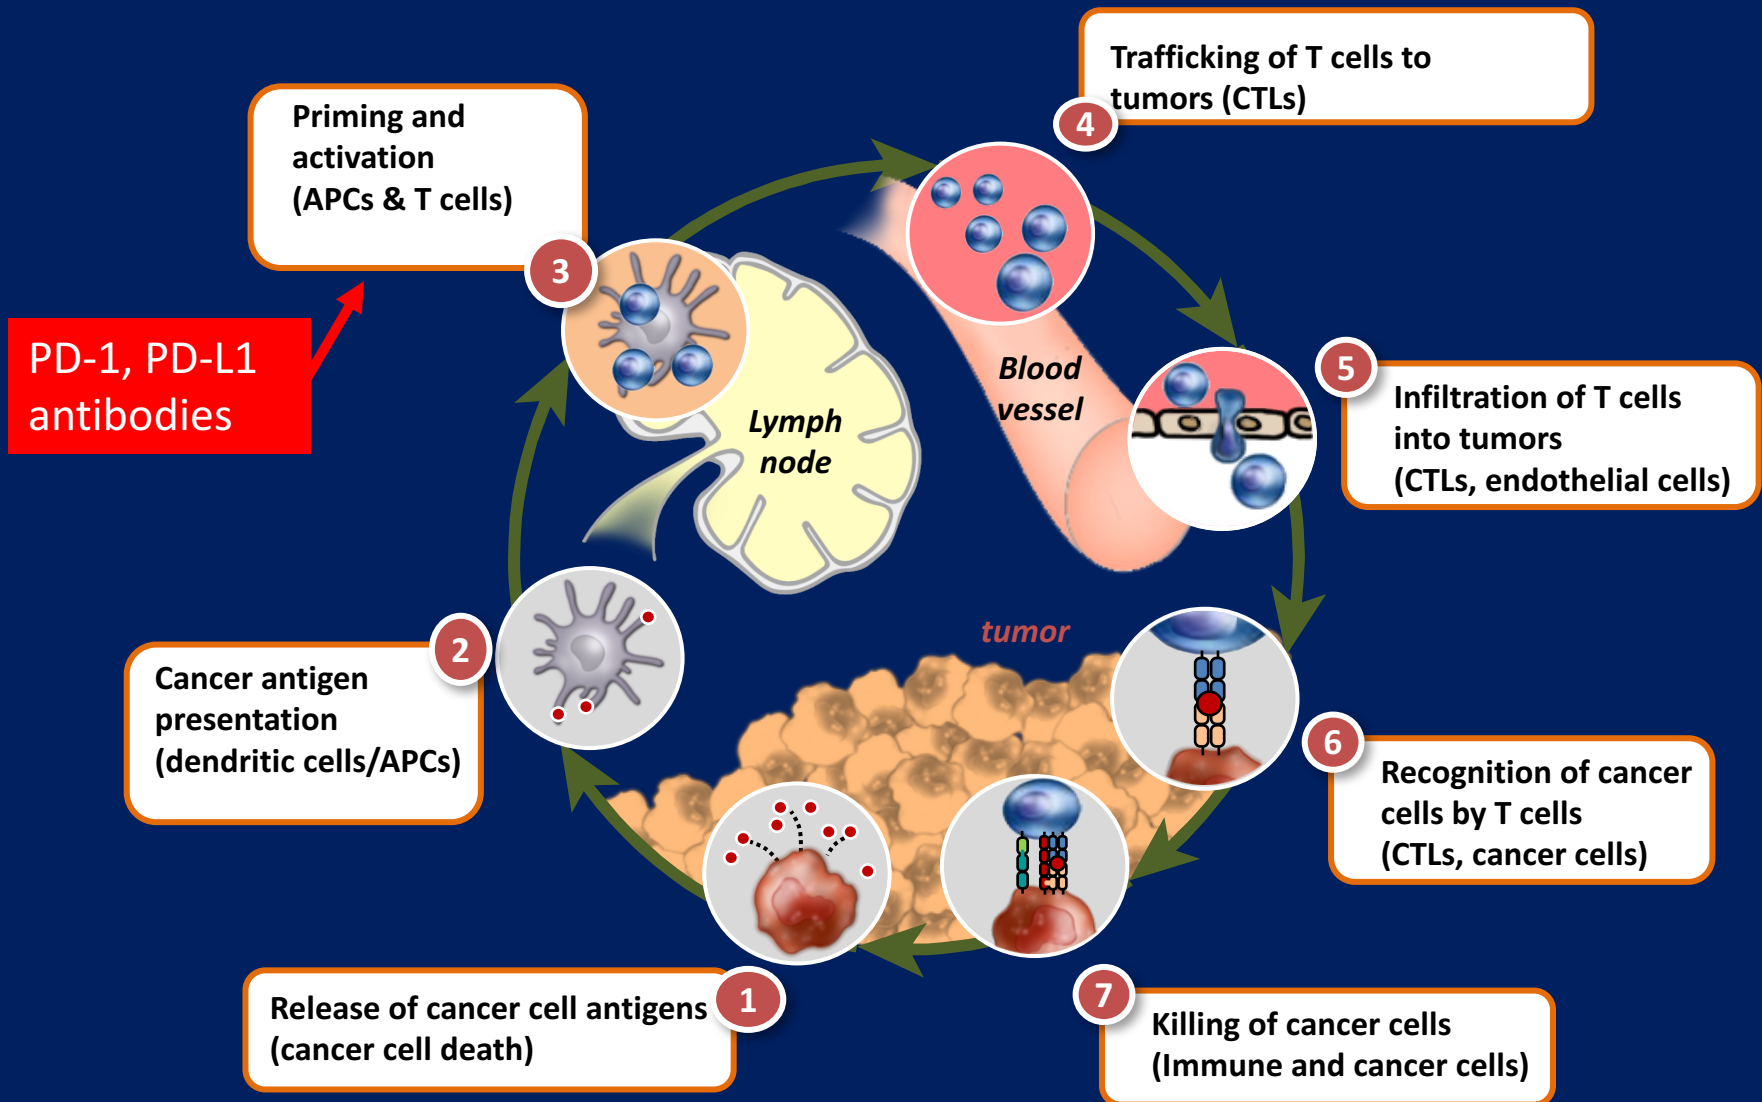 4
Trafficking of T cells to
tumors (CTLs)
Priming and
activation
(APCs & T cells)
3
PD-1, PD-L1
antibodies
Blood
vessel
5
Infiltration of T cells
into tumors
(CTLs, endothelial cells)
Lymph
node
tumor
2
Cancer antigen
presentation
(dendritic cells/APCs)
6
Recognition of cancer
cells by T cells
(CTLs, cancer cells)
1
Release of cancer cell antigens
(cancer cell death)
7
Killing of cancer cells
(Immune and cancer cells)